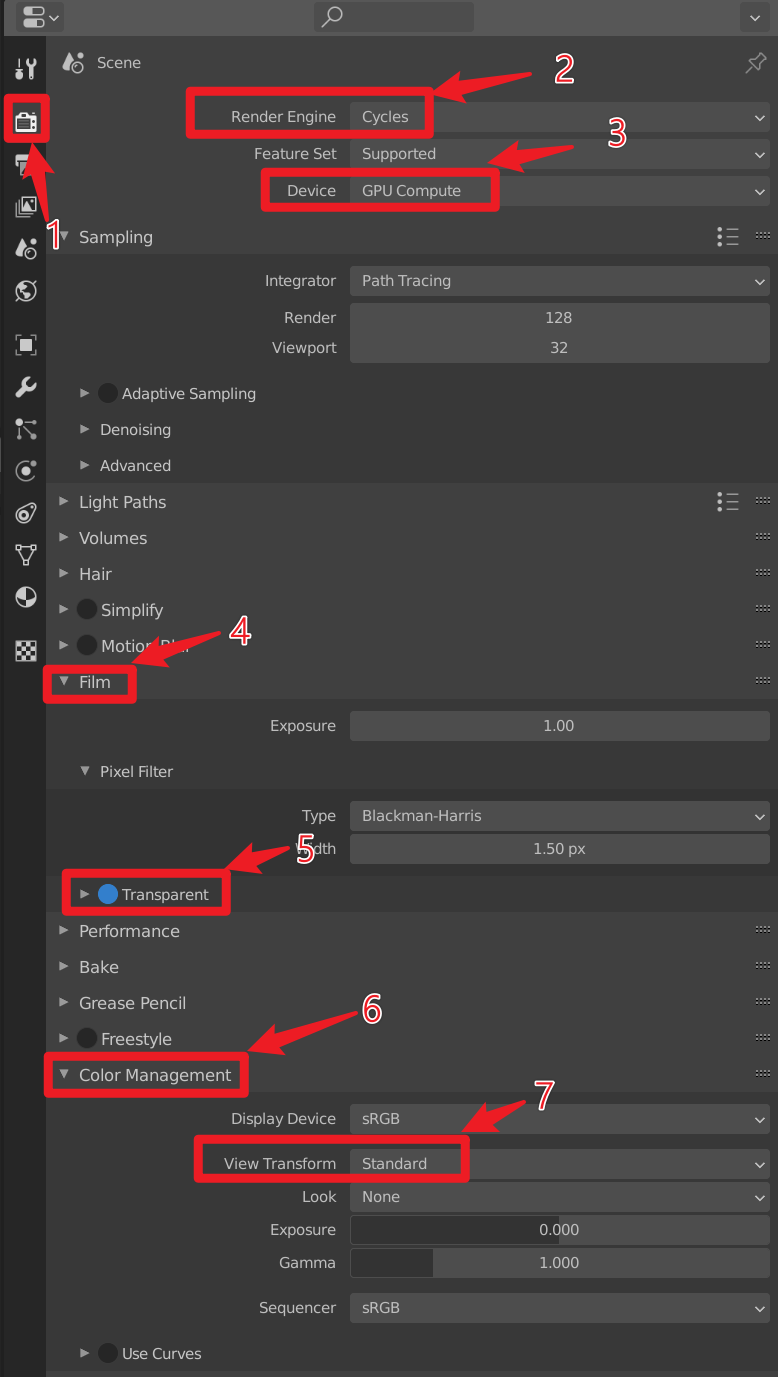 Scene
2
Render Engine Cycles
3
Feature Set Supported
Device GPU Compute
1
Sampling
Integrator Path Tracing
Render 128
Viewport 32
Adaptive Sampling
Denoising
Advanced
Light Paths
Volumes
Hair
Simplify
4
Motion Blur
Film
Exposure 1.00
Pixel Filter
Type Blackman-Harris
5
Width 1.50 px
Transparent
Performance
Bake
Grease Pencil
6
Freestyle
Color Management
7
Display Device sRGB
View Transform Standard
Look None
Exposure 0.000
Gamma 1.000
Sequencer sRGB
Use Curves